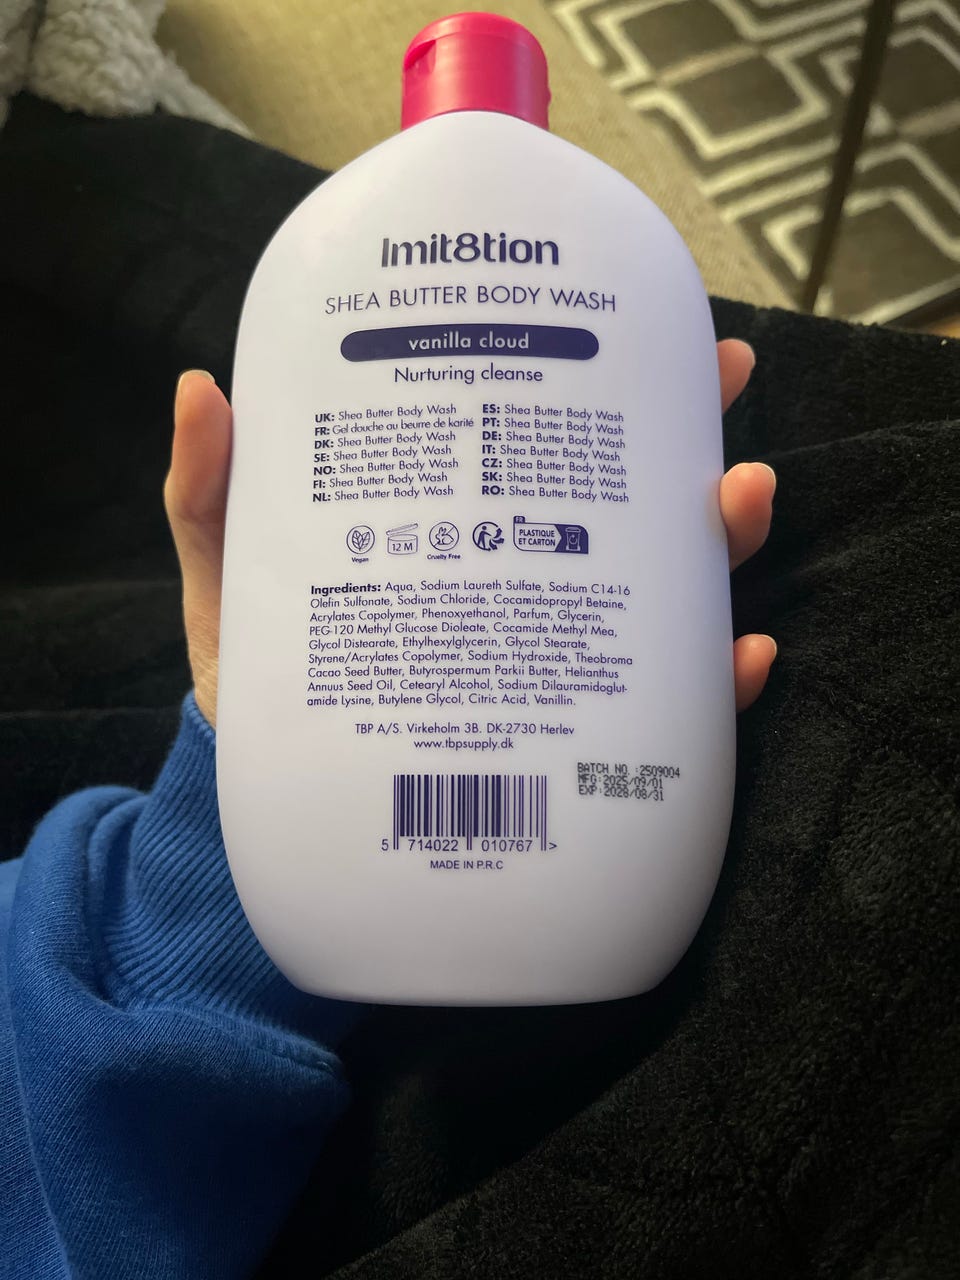 Imit8tion
SHEA BUTTER BODY WASH
vanilla cloud
Nurturing cleanse
UK: Shea Butter Body Wash
FR: Gel douche au beurre de karité
DK: Shea Butter Body Wash
SE: Shea Butter Body Wash
NO: Shea Butter Body Wash
FI: Shea Butter Body Wash
NL: Shea Butter Body Wash
ES: Shea Butter Body Wash
PT: Shea Butter Body Wash
DE: Shea Butter Body Wash
IT: Shea Butter Body Wash
CZ: Shea Butter Body Wash
SK: Shea Butter Body Wash
RO: Shea Butter Body Wash
Vegan
12 M
Cruelty Free
FR
PLASTIQUE
ET CARTON
Ingredients: Aqua, Sodium Laureth Sulfate, Sodium C14-16
Olefin Sulfonate, Sodium Chloride, Cocamidopropyl Betaine,
Acrylates Copolymer, Phenoxyethanol, Parfum, Glycerin,
PEG-120 Methyl Glucose Dioleate, Cocamide Methyl Mea,
Glycol Distearate, Ethylhexylglycerin, Glycol Stearate,
Styrene/Acrylates Copolymer, Sodium Hydroxide, Theobroma
Cacao Seed Butter, Butyrospermum Parkii Butter, Helianthus
Annuus Seed Oil, Cetearyl Alcohol, Sodium Dilauramidoglut-
amide Lysine, Butylene Glycol, Citric Acid, Vanillin.
TBP A/S. Virkeholm 3B. DK-2730 Herlev
www.tbpsupply.dk
BATCH NO.:2509004
MFG:2025/09/01
EXP:2028/08/31
5 714022 010767 >
MADE IN P.R.C